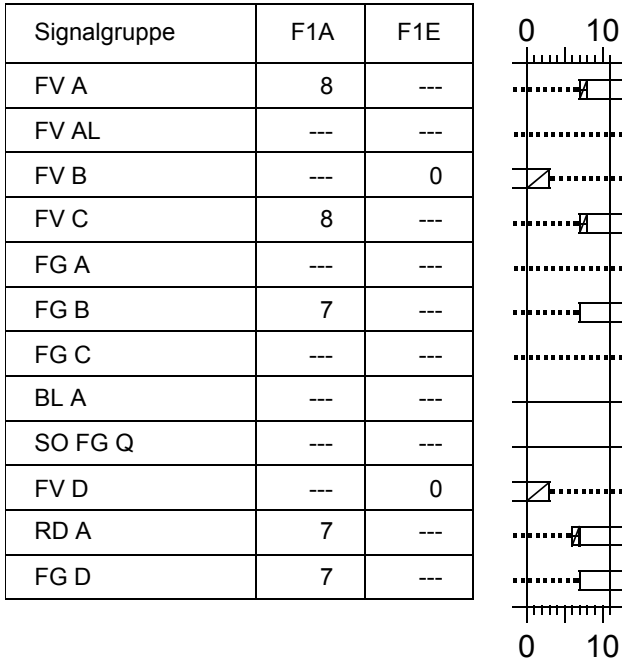 Signalgruppe F1A F1E 0 10
FV A 8 ---
FV AL --- ---
FV B --- 0
FV C 8 ---
FG A --- ---
FG B 7 ---
FG C --- ---
BL A --- ---
SO FG Q --- ---
FV D --- 0
RD A 7 ---
FG D 7 ---
0 10